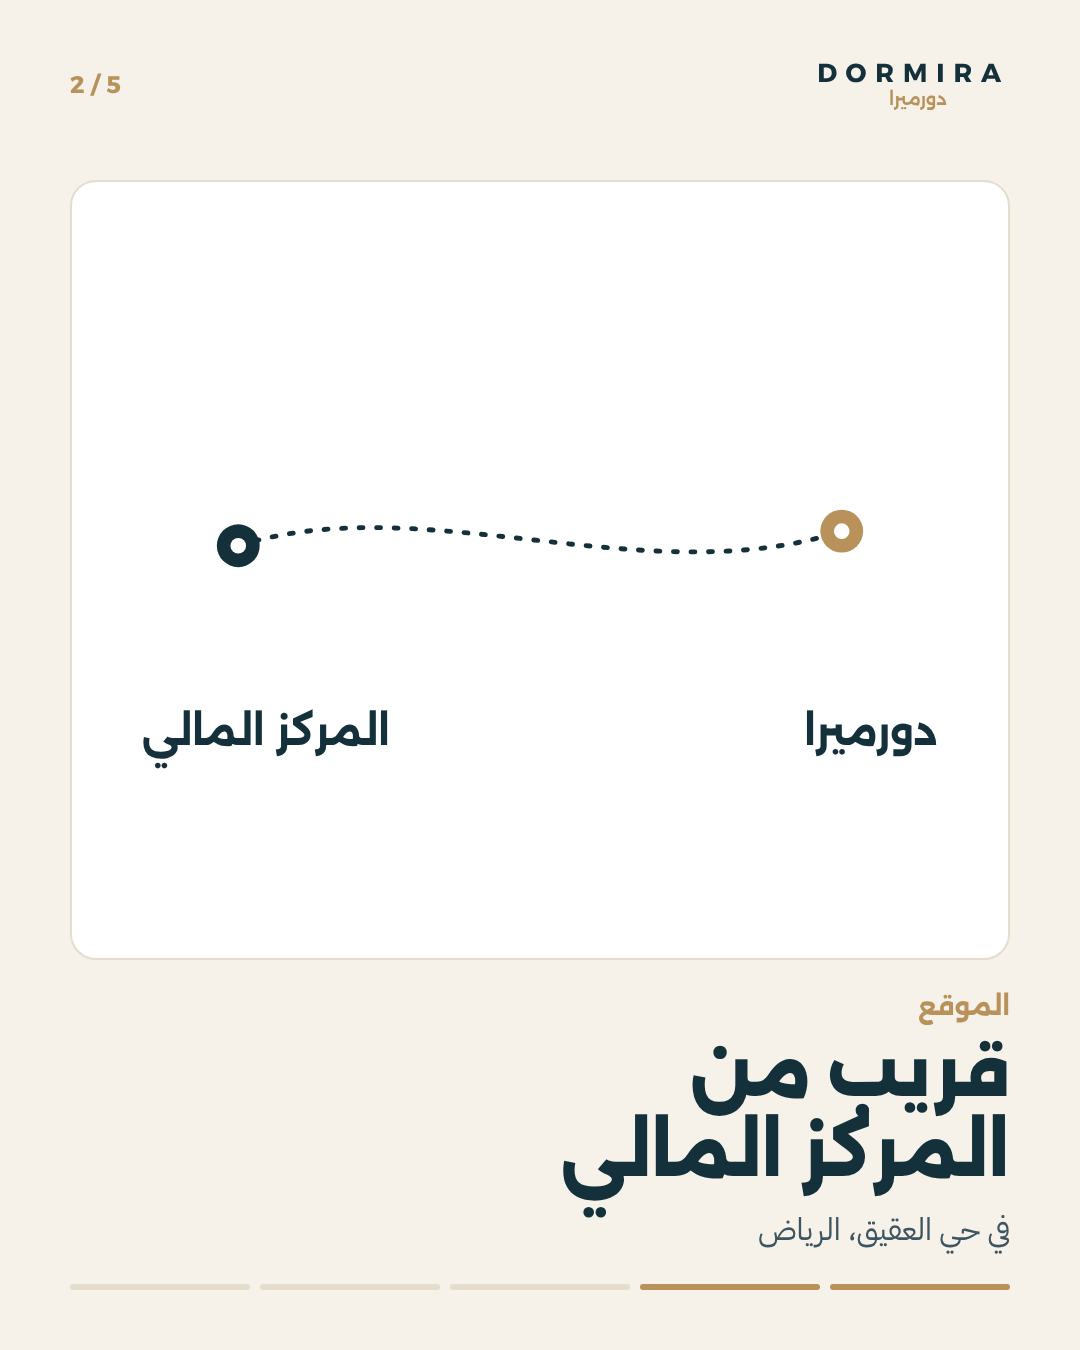 DORMIRA
دورميرا
2 / 5
دورميرا
المركز المالي
الموقع
قريب من
المركز المالي
في حي العقيق، الرياض